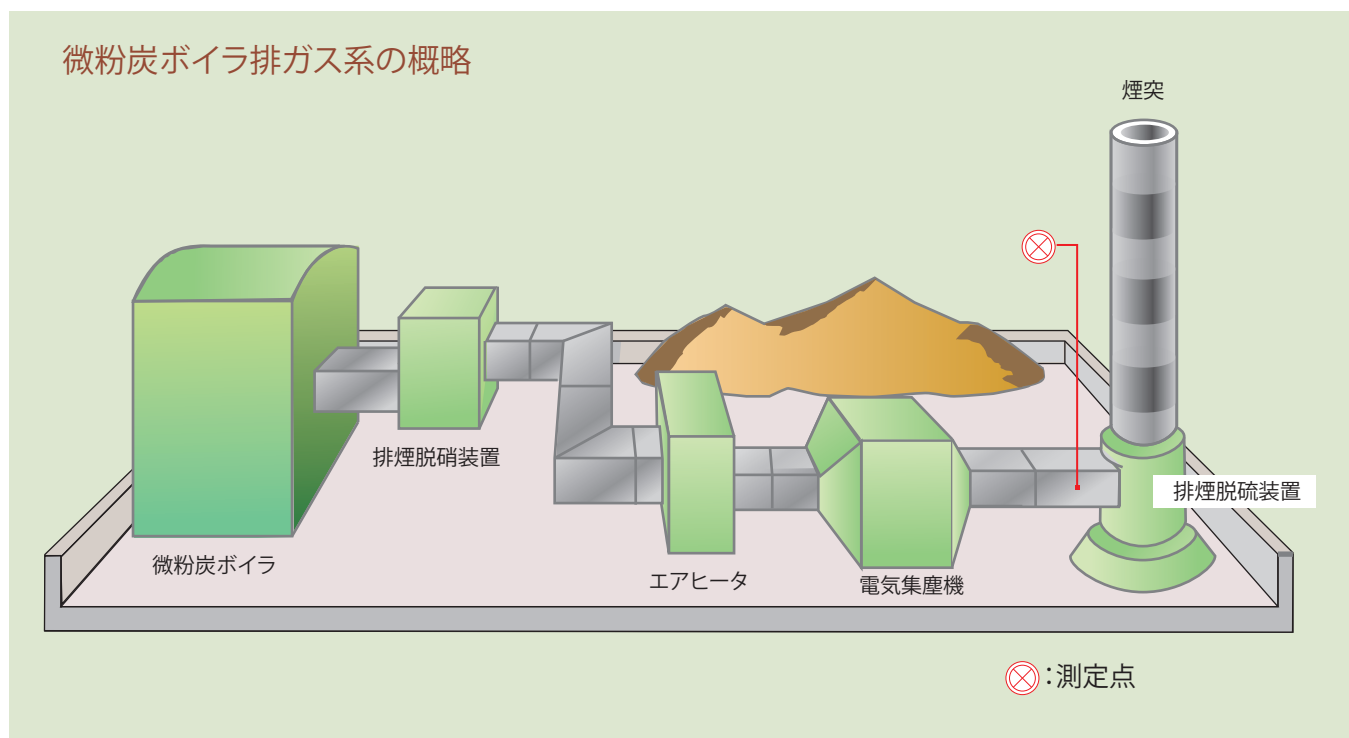 微粉炭ボイラ排ガス系の概略
煙突
排煙脱硝装置
排煙脱硫装置
微粉炭ボイラ
エアヒータ
電気集塵機
：測定点